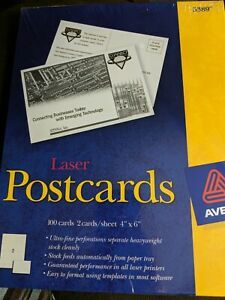 5389™
Connecting Businesses Today
with Emerging Technology
Laser
Postcards
100 cards 2 cards/sheet 4" x 6"
• Ultra-fine perforations separate heavyweight
stock cleanly
• Stock feeds automatically from paper tray
• Guaranteed performance in all laser printers
• Easy to format using templates in most software
AVE